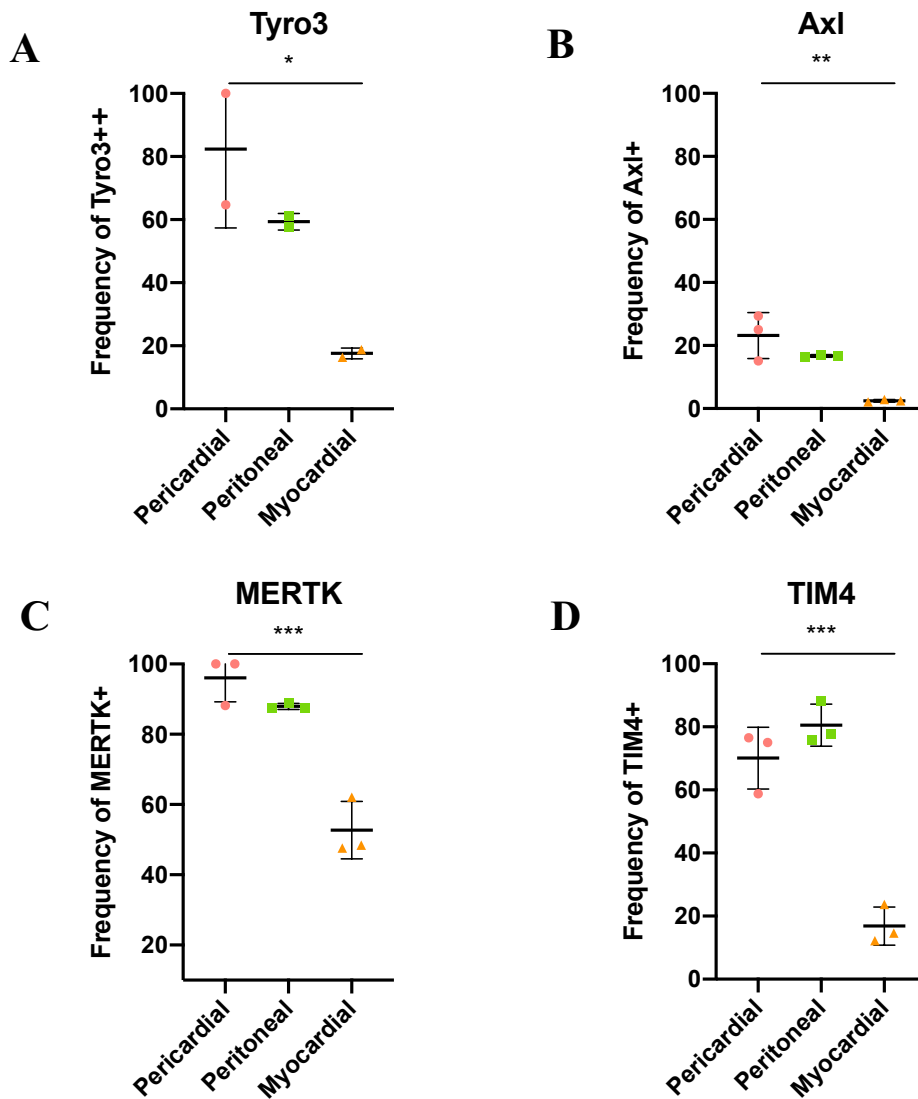 A
Tyro3
*
Frequency of Tyro3++
100
80
60
40
20
0
Pericardial
Peritoneal
Myocardial
B
Axl
**
Frequency of Axl+
100
80
60
40
20
0
Pericardial
Peritoneal
Myocardial
C
MERTK
***
Frequency of MERTK+
100
80
60
40
20
Pericardial
Peritoneal
Myocardial
D
TIM4
***
Frequency of TIM4+
100
80
60
40
20
0
Pericardial
Peritoneal
Myocardial